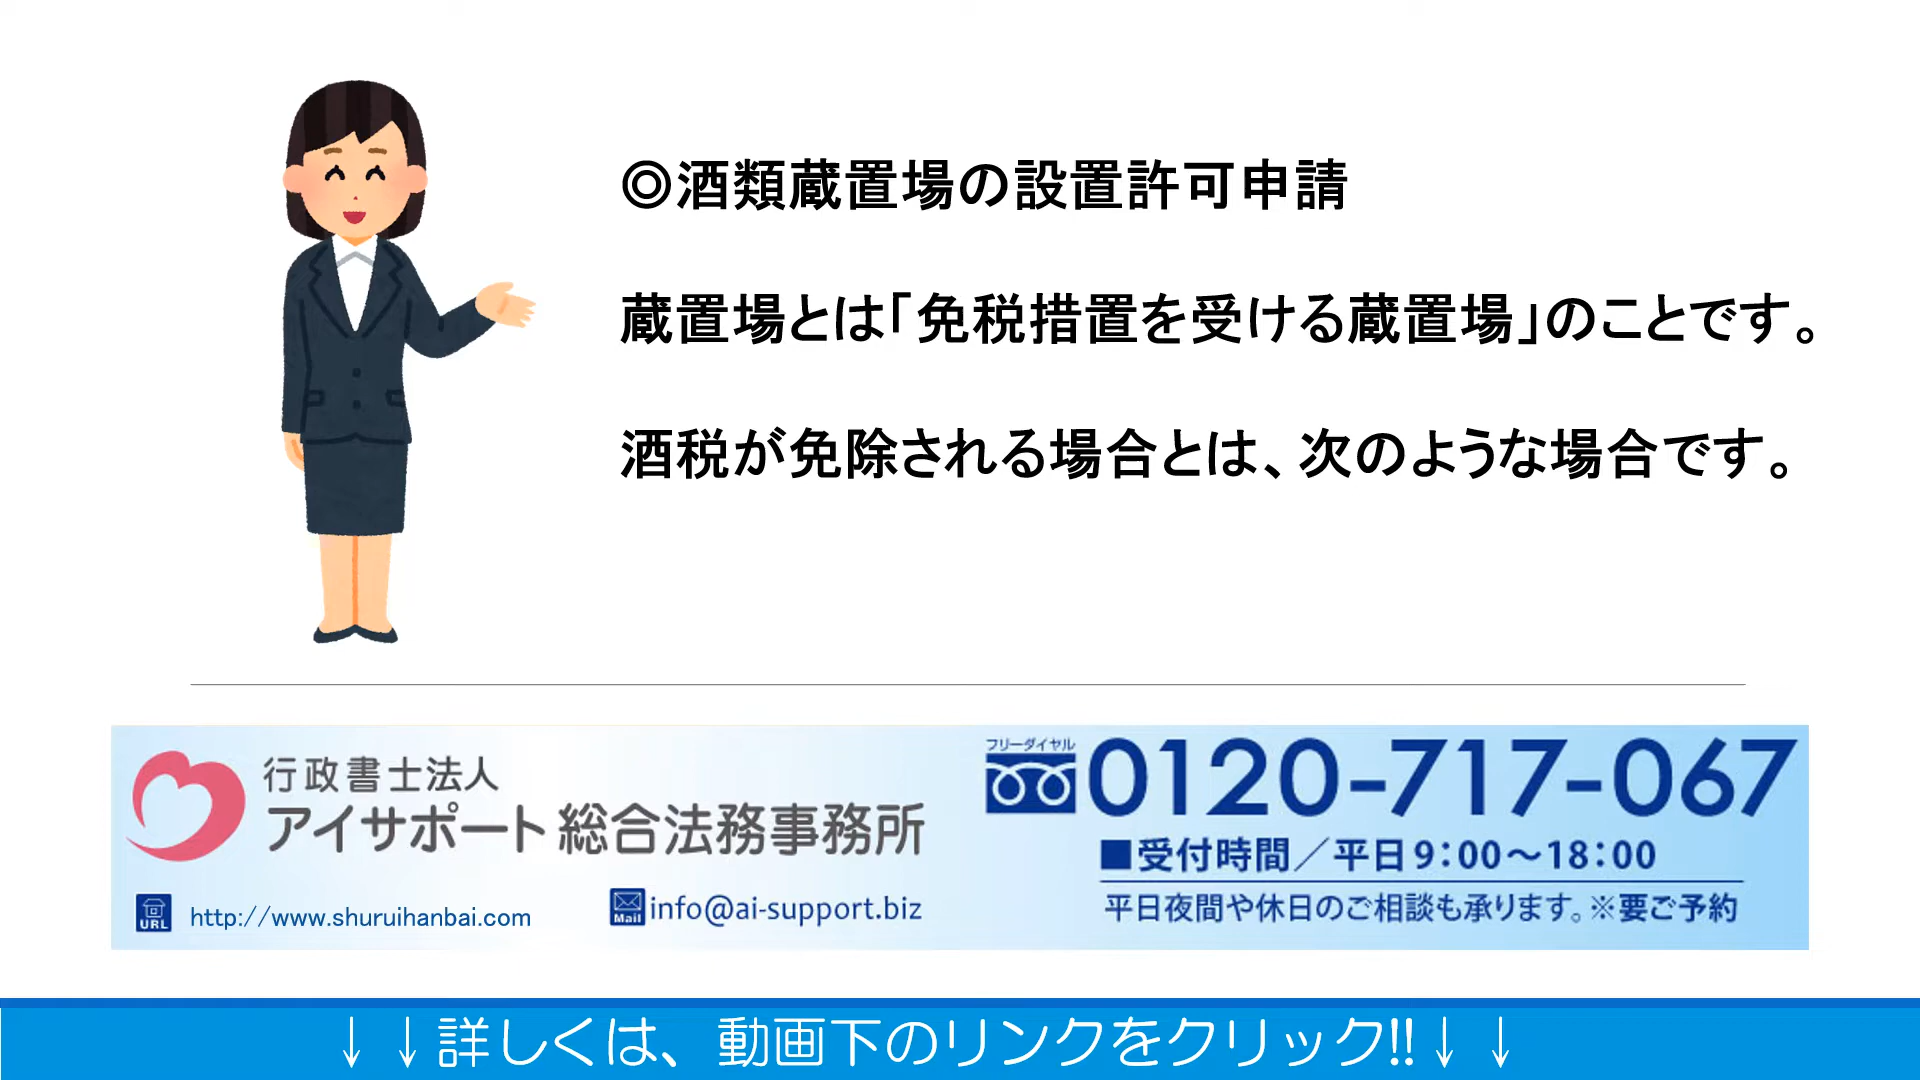 ◎酒類蔵置場の設置許可申請
蔵置場とは「免税措置を受ける蔵置場」のことです。
酒税が免除される場合とは、次のような場合です。
行政書士法人
アイサポート総合法務事務所
URL http://www.shuruihanbai.com
Mail info@ai-support.biz
フリーダイヤル
0120-717-067
■受付時間／平日9:00～18:00
平日夜間や休日のご相談も承ります。※要ご予約
↓↓詳しくは、動画下のリンクをクリック!!↓↓